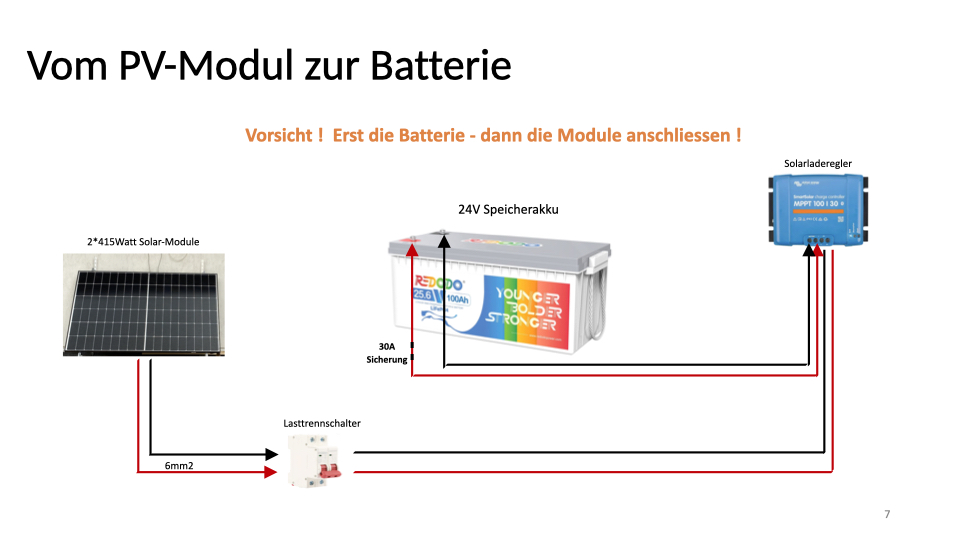 Vom PV-Modul zur Batterie
Vorsicht ! Erst die Batterie - dann die Module anschliessen !
Solarladeregler
MPPT 100 | 30
24V Speicherakku
2*415Watt Solar-Module
REDODO
25.6V 100Ah
YOUNGER
BOLDER
STRONGER
30A
Sicherung
Lasttrennschalter
6mm2
7